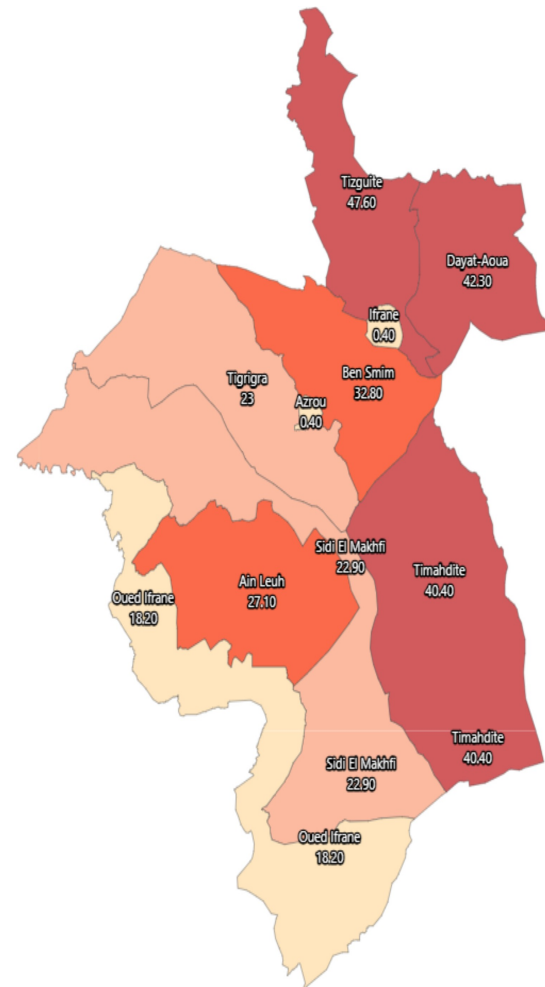 Tizguite
47.60
Dayat-Aoua
42.30
Ifrane
0.40
Ben Smim
32.80
Tigrigra
23
Azrou
0.40
Sidi El Makhfi
22.90
Timahdite
40.40
Ain Leuh
27.10
Oued Ifrane
18.20
Timahdite
40.40
Sidi El Makhfi
22.90
Oued Ifrane
18.20